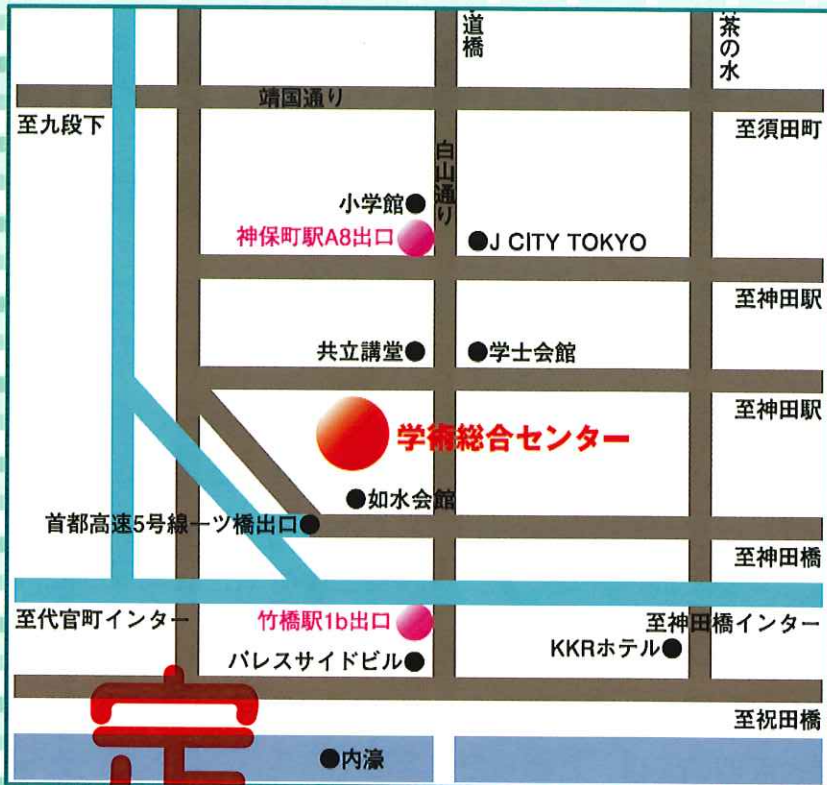 道橋
茶の水
靖国通り
至九段下
至須田町
白山通り
小学館
神保町駅A8出口
J CITY TOKYO
至神田駅
共立講堂
学士会館
至神田駅
学術総合センター
如水会館
首都高速5号線一ツ橋出口
至神田橋
至代官町インター
竹橋駅1b出口
至神田橋インター
パレスサイドビル
KKRホテル
至祝田橋
内濠